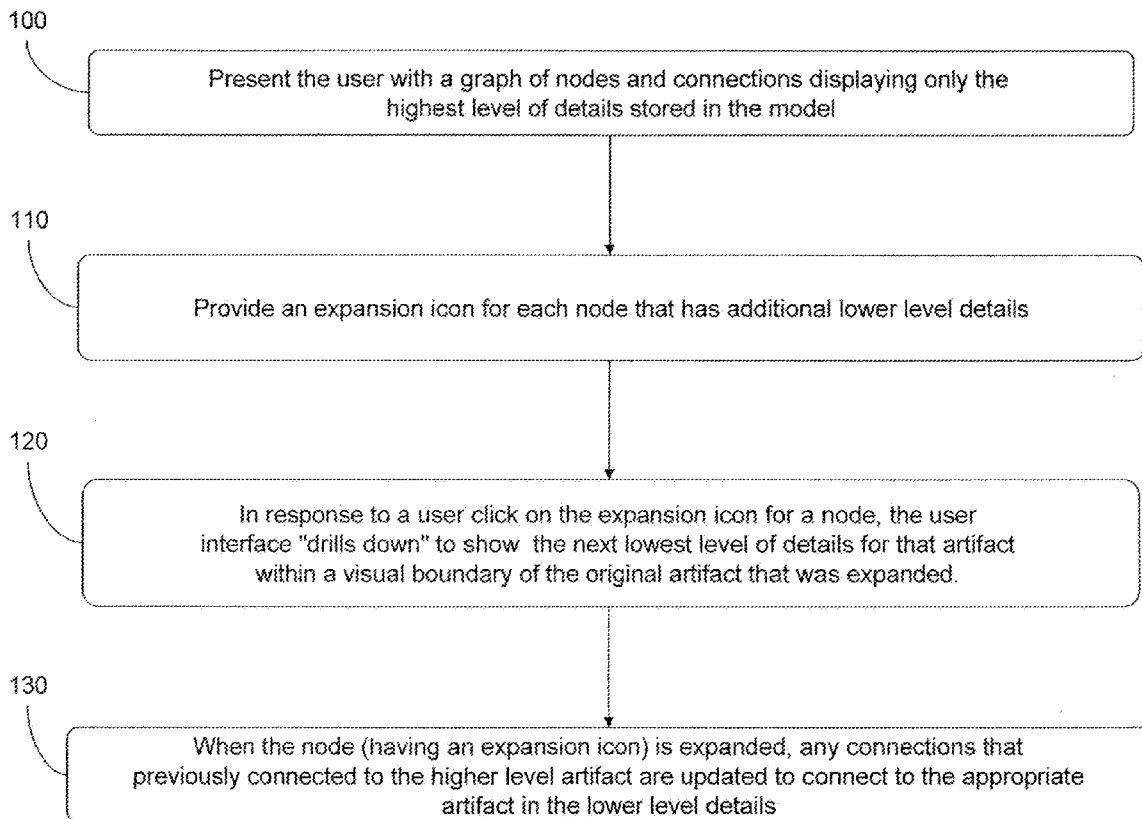 100
Present the user with a graph of nodes and connections displaying only the
highest level of details stored in the model
110
Provide an expansion icon for each node that has additional lower level details
120
In response to a user click on the expansion icon for a node, the user
interface "drills down" to show the next lowest level of details for that artifact
within a visual boundary of the original artifact that was expanded.
130
When the node (having an expansion icon) is expanded, any connections that
previously connected to the higher level artifact are updated to connect to the appropriate
artifact in the lower level details